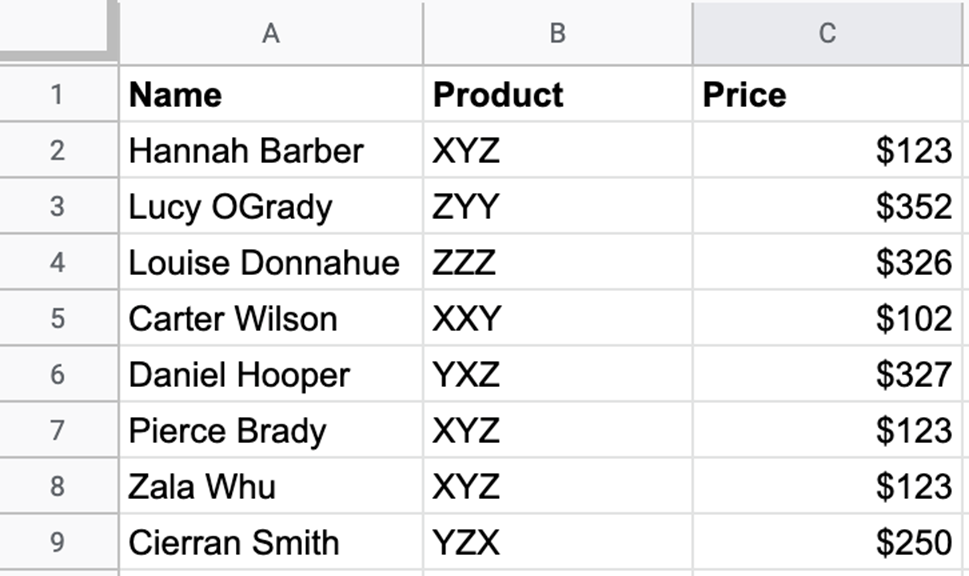 A B C
1 Name Product Price
2 Hannah Barber XYZ $123
3 Lucy OGrady ZYY $352
4 Louise Donnahue ZZZ $326
5 Carter Wilson XXY $102
6 Daniel Hooper YXZ $327
7 Pierce Brady XYZ $123
8 Zala Whu XYZ $123
9 Cierran Smith YZX $250